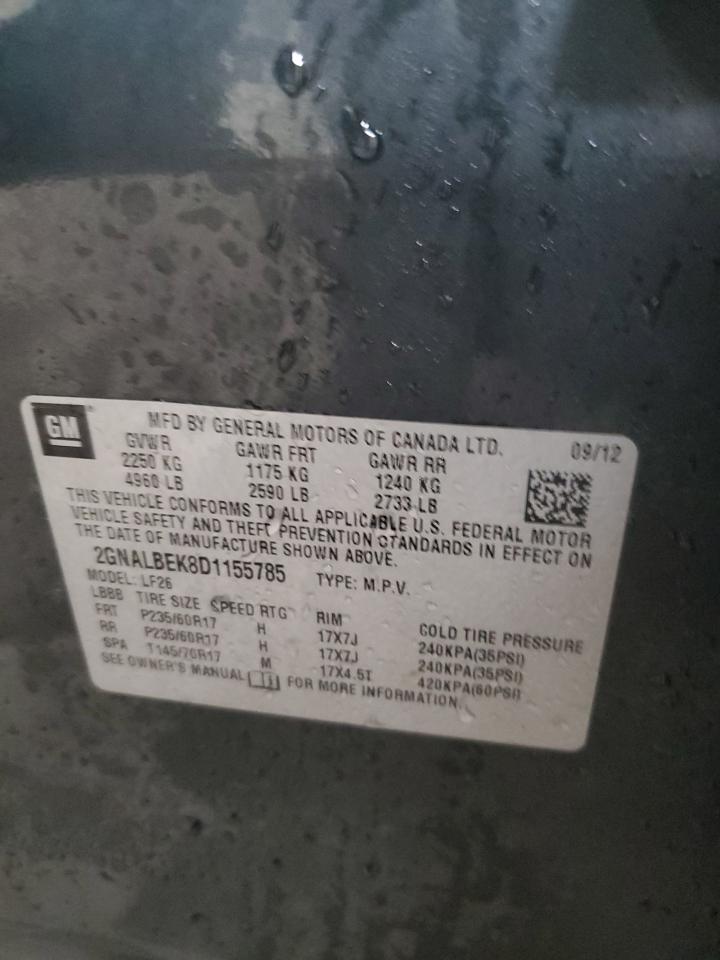 GM
MFD BY GENERAL MOTORS OF CANADA LTD. 09/12
GVWR GAWR FRT GAWR RR
2250 KG 1175 KG 1240 KG
4960 LB 2590 LB 2733 LB
THIS VEHICLE CONFORMS TO ALL APPLICABLE U.S. FEDERAL MOTOR
VEHICLE SAFETY AND THEFT PREVENTION STANDARDS IN EFFECT ON
THE DATE OF MANUFACTURE SHOWN ABOVE.
2GNALBEK8D1155785 TYPE: M.P.V.
MODEL: LF26
LBBB TIRE SIZE SPEED RTG RIM COLD TIRE PRESSURE
FRT P235/60R17 H 17X7J 240KPA(35PSI)
RR P235/60R17 H 17X7J 240KPA(35PSI)
SPA T145/70R17 M 17X4.5T 420KPA(60PSI)
SEE OWNER'S MANUAL FOR MORE INFORMATION.